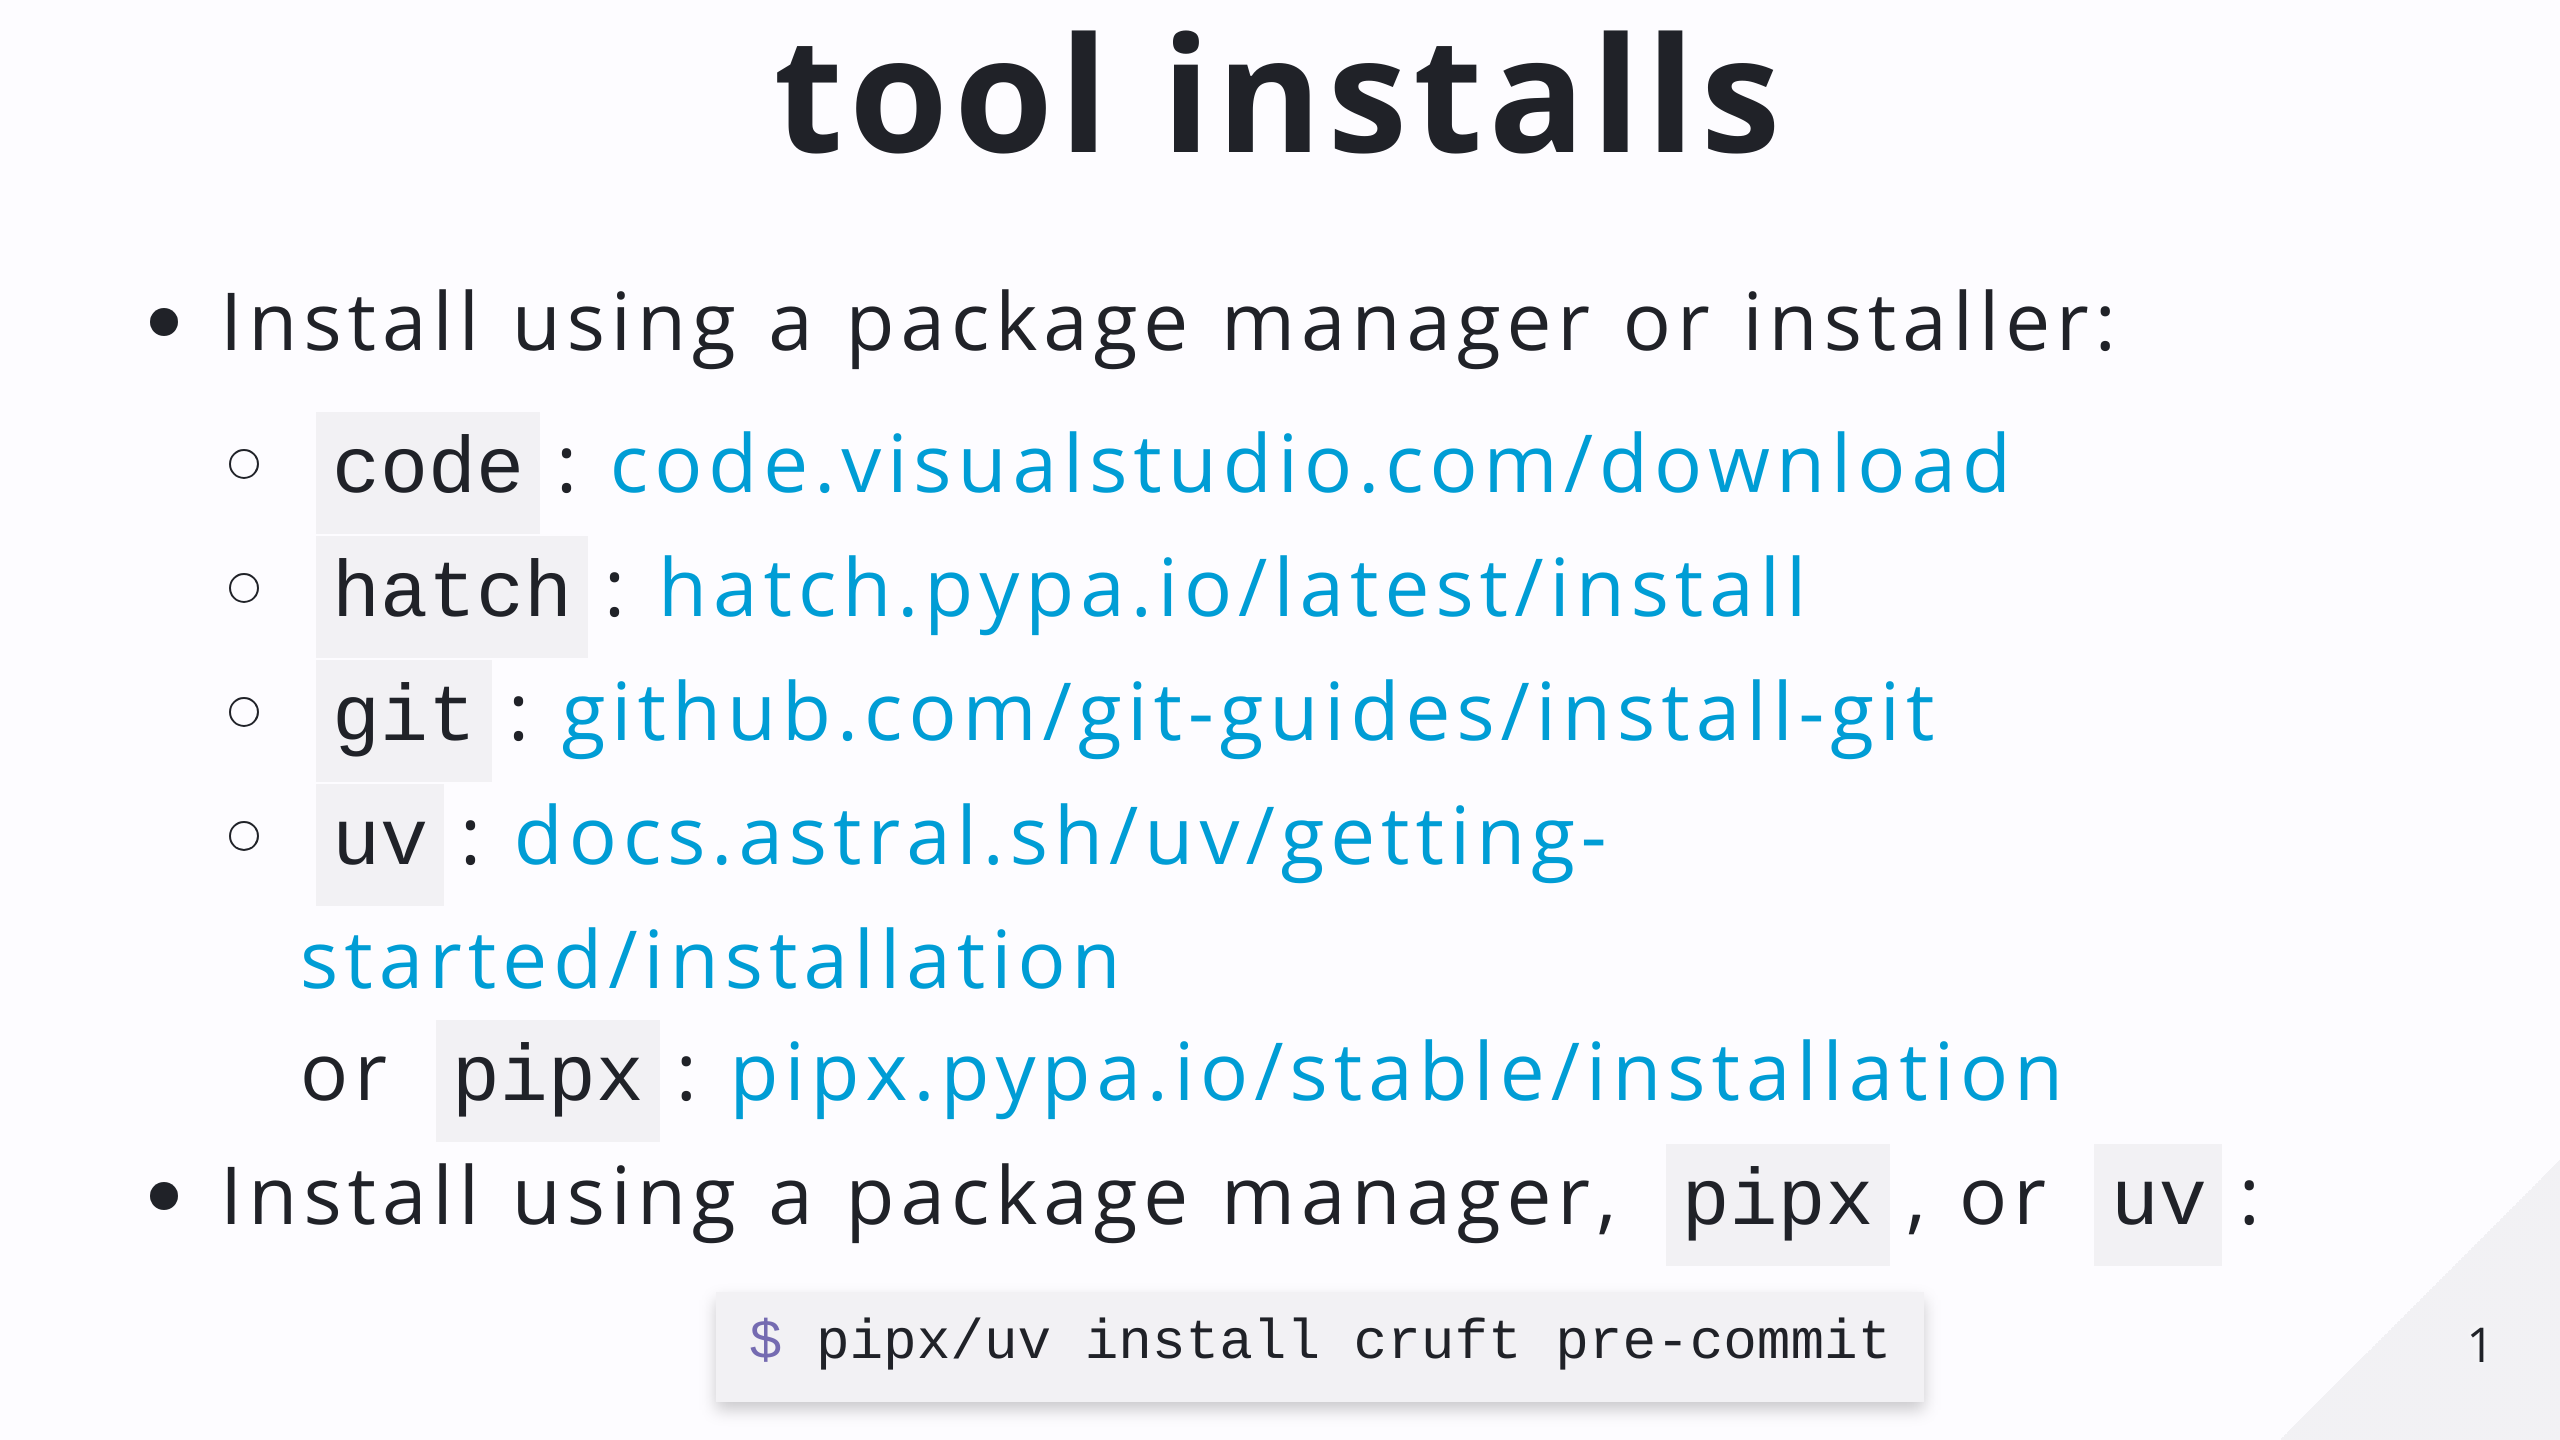 tool installs
• Install using a package manager or installer:
○ code : code.visualstudio.com/download
○ hatch : hatch.pypa.io/latest/install
○ git : github.com/git-guides/install-git
○ uv : docs.astral.sh/uv/getting-
started/installation
or pipx : pipx.pypa.io/stable/installation
• Install using a package manager, pipx , or uv :
$ pipx/uv install cruft pre-commit
1